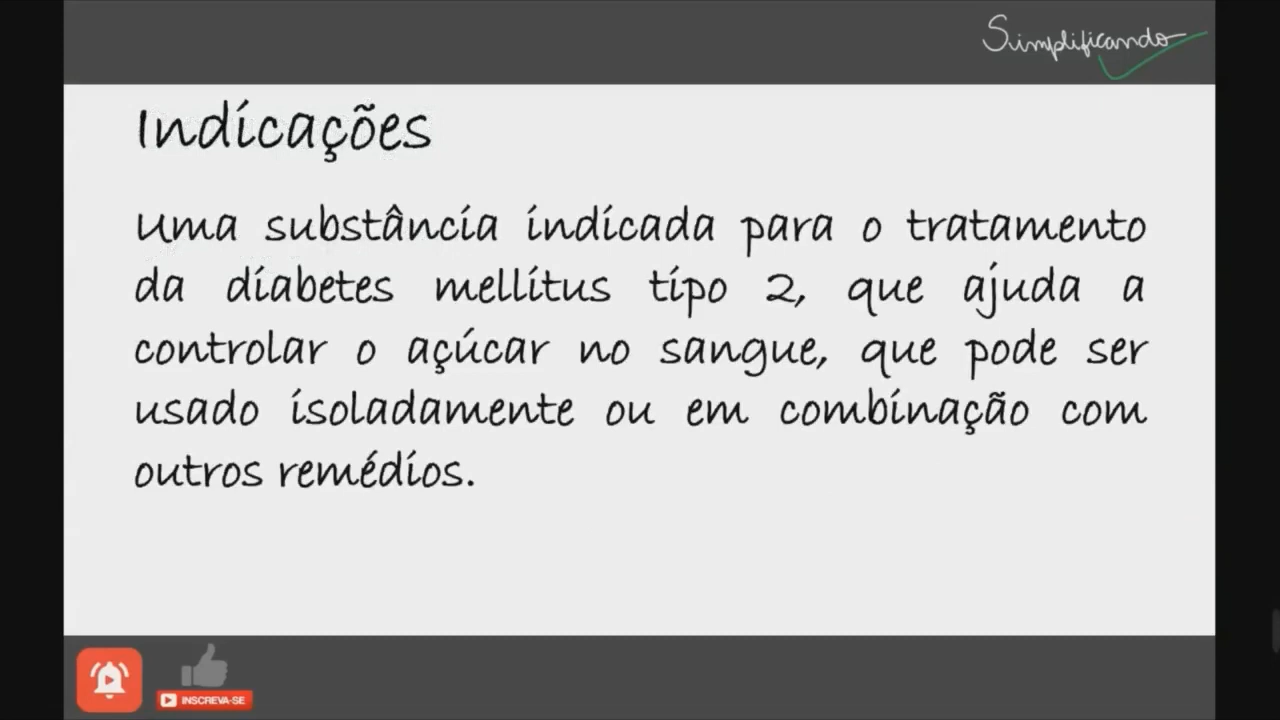 Simplificando
Indicações
Uma substância indicada para o tratamento
da diabetes mellitus tipo 2, que ajuda a
controlar o açúcar no sangue, que pode ser
usado isoladamente ou em combinação com
outros remédios.
INSCREVA-SE